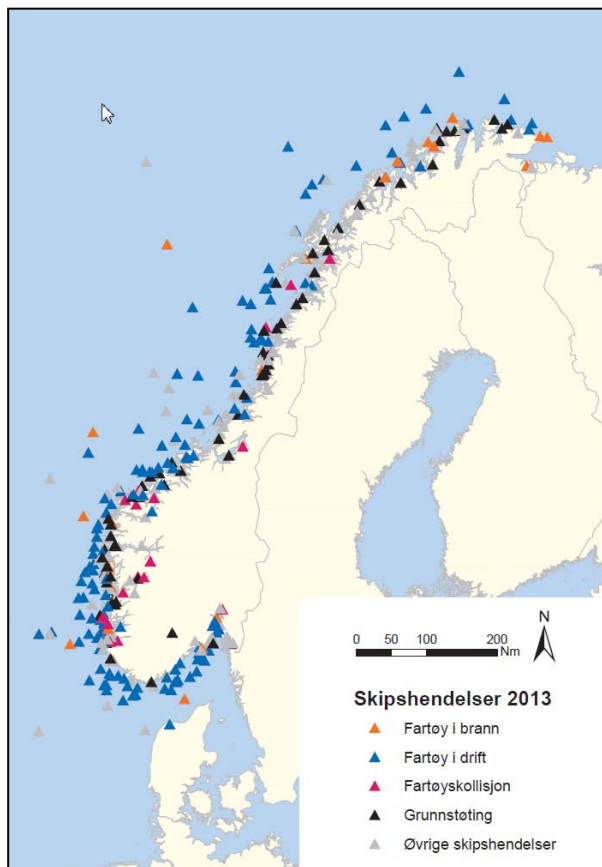 N
0 50 100 200
Nm
Skipshendelser 2013
Fartøy i brann
Fartøy i drift
Fartøyskollisjon
Grunnstøting
Øvrige skipshendelser